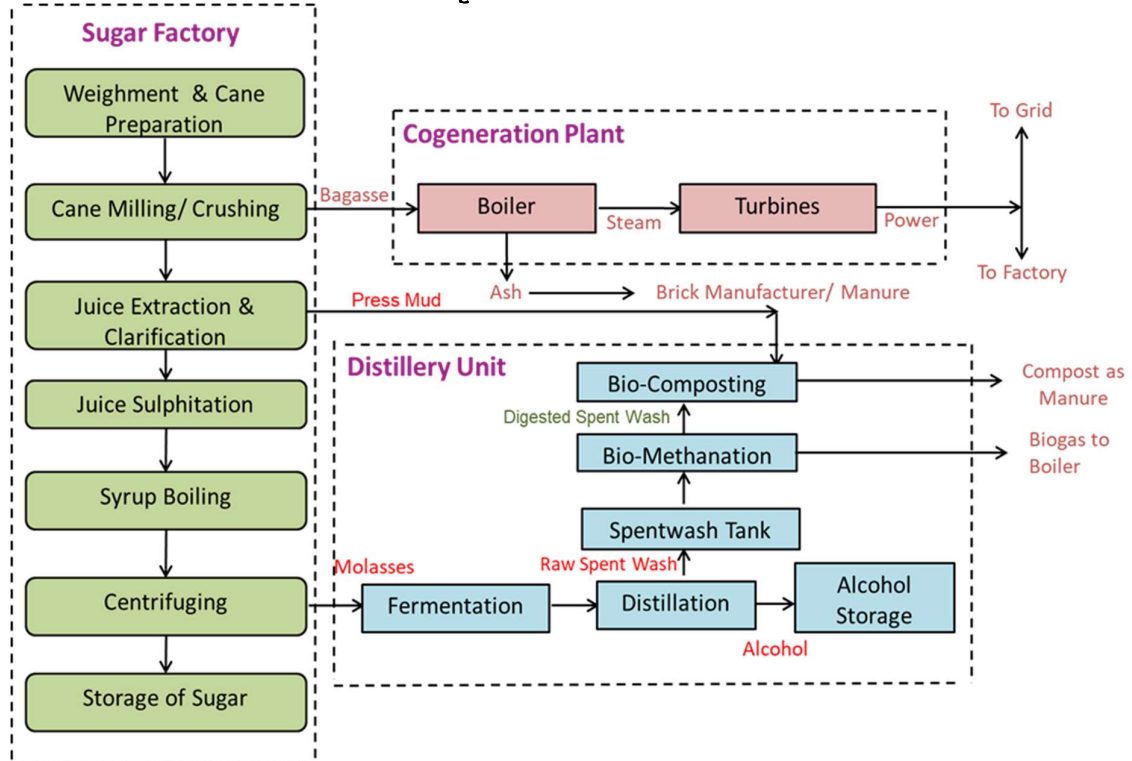 Sugar Factory
Weighment & Cane
Preparation
Cane Milling/ Crushing
Juice Extraction &
Clarification
Juice Sulphitation
Syrup Boiling
Centrifuging
Storage of Sugar
Bagasse
Cogeneration Plant
Boiler
Steam
Turbines
Power
To Grid
To Factory
Ash
Brick Manufacturer/ Manure
Press Mud
Distillery Unit
Bio-Composting
Compost as
Manure
Digested Spent Wash
Bio-Methanation
Biogas to
Boiler
Spentwash Tank
Raw Spent Wash
Molasses
Fermentation
Distillation
Alcohol
Alcohol
Storage